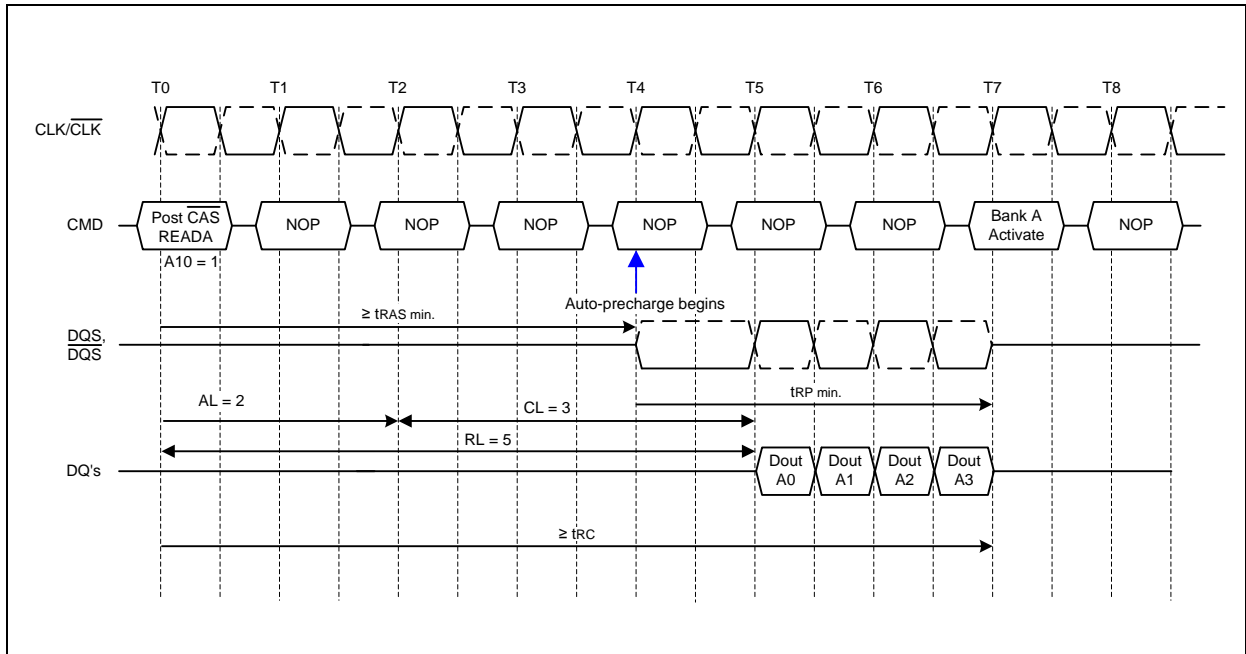 T0 T1 T2 T3 T4 T5 T6 T7 T8
CLK/CLK
CMD
Post CAS
READA
NOP NOP NOP NOP NOP NOP Bank A
Activate
NOP
A10 = 1
Auto-precharge begins
≥ tRAS min.
DQS,
DQS
tRP min.
AL = 2
CL = 3
RL = 5
DQ's
Dout
A0
Dout
A1
Dout
A2
Dout
A3
≥ tRC